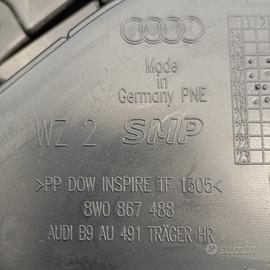 Made
in
Germany PNE
WZ 2 SMP
>PP DOW INSPIRE TF 1305<
8W0 867 488
AUDI B9 AU 491 TRÄGER HR
subito